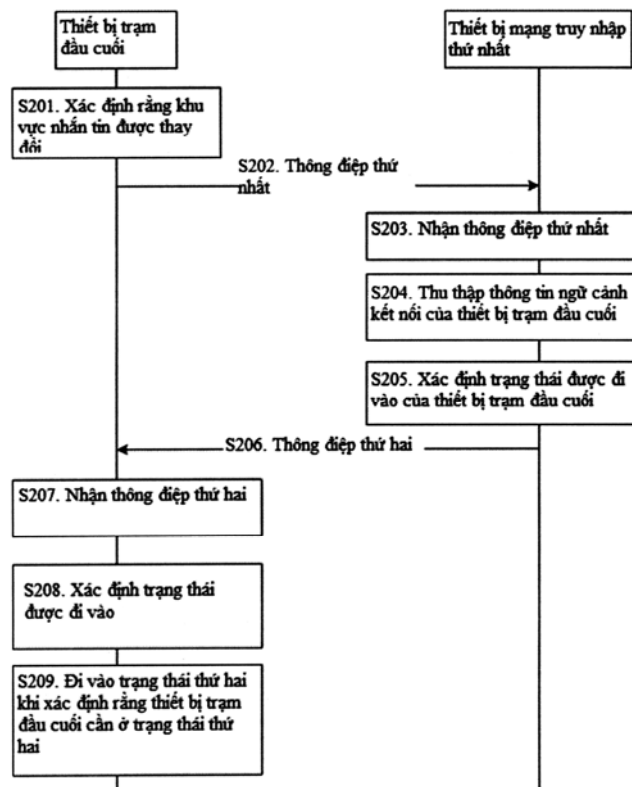 Thiết bị trạm
đầu cuối
Thiết bị mạng truy nhập
thứ nhất
S201. Xác định rằng khu
vực nhắn tin được thay
đổi
S202. Thông điệp thứ
nhất
S203. Nhận thông điệp thứ nhất
S204. Thu thập thông tin ngữ cảnh
kết nối của thiết bị trạm đầu cuối
S205. Xác định trạng thái được đi
vào của thiết bị trạm đầu cuối
S206. Thông điệp thứ hai
S207. Nhận thông điệp thứ hai
S208. Xác định trạng thái
được đi vào
S209. Đi vào trạng thái thứ hai
khi xác định rằng thiết bị trạm
đầu cuối cần ở trạng thái thứ
hai